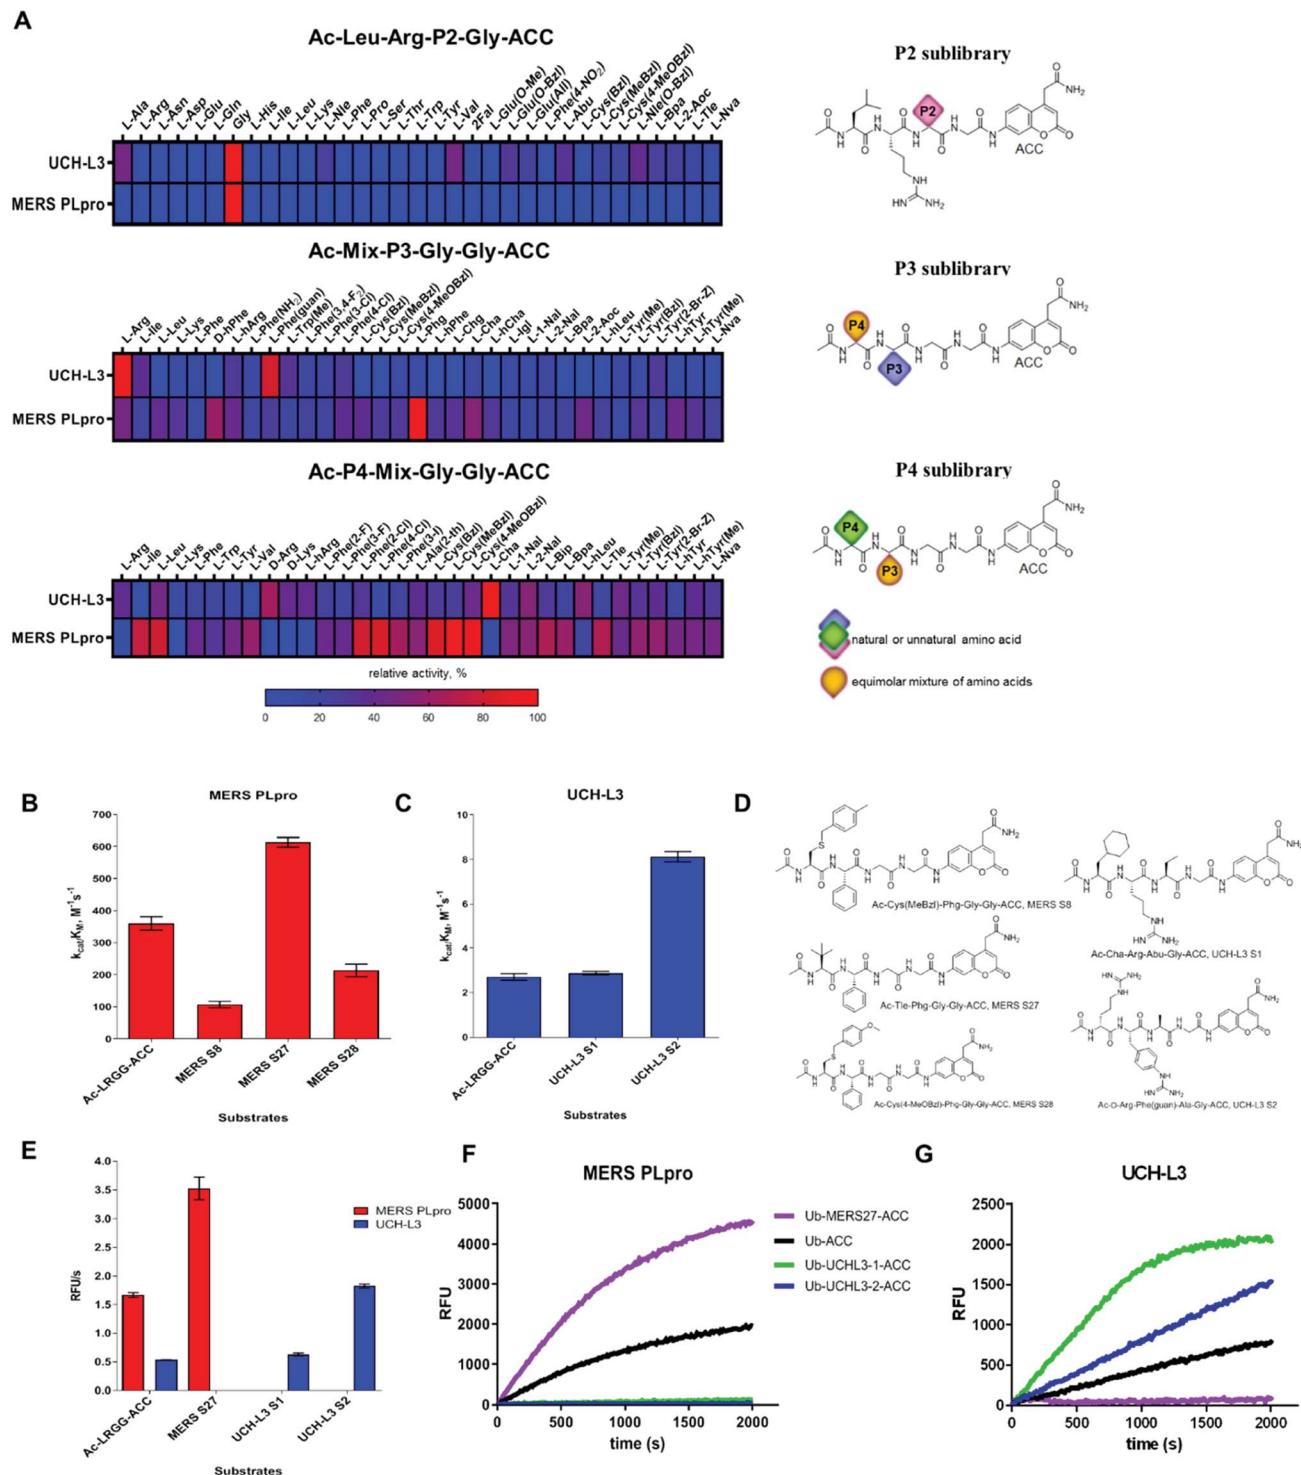 A
Ac-Leu-Arg-P2-Gly-ACC
L-Ala
L-Arg
L-Asn
L-Asp
L-Glu
L-Gln
Gly
L-His
L-Ile
L-Leu
L-Lys
L-Nle
L-Phe
L-Pro
L-Ser
L-Thr
L-Trp
L-Tyr
L-Val
2Fal
L-Glu(O-Me)
L-Glu(O-Bzl)
L-Glu(All)
L-Phe(4-NO2)
L-Abu
L-Cys(Bzl)
L-Cys(MeBzl)
L-Cys(4-MeOBzl)
L-Nle(O-Bzl)
L-Bpa
L-2-Aoc
L-Tle
L-Nva
UCH-L3
MERS PLpro
P2 sublibrary
P2
ACC
Ac-Mix-P3-Gly-Gly-ACC
L-Arg
L-Ile
L-Leu
L-Lys
L-Phe
D-hPhe
L-hArg
L-Phe(NH2)
L-Phe(guan)
L-Trp(Me)
L-Phe(3,4-F2)
L-Phe(3-Cl)
L-Phe(4-Cl)
L-Cys(Bzl)
L-Cys(MeBzl)
L-Cys(4-MeOBzl)
L-Phg
L-hPhe
L-Chg
L-Cha
L-hCha
L-Igl
L-1-Nal
L-2-Nal
L-Bpa
L-2-Aoc
L-hLeu
L-Tyr(Me)
L-Tyr(Bzl)
L-Tyr(2-Br-Z)
L-hTyr
L-hTyr(Me)
L-Nva
UCH-L3
MERS PLpro
P3 sublibrary
P4
P3
ACC
Ac-P4-Mix-Gly-Gly-ACC
L-Arg
L-Ile
L-Leu
L-Lys
L-Phe
L-Trp
L-Tyr
L-Val
D-Arg
D-Lys
L-hArg
L-Phe(2-F)
L-Phe(3-F)
L-Phe(2-Cl)
L-Phe(4-Cl)
L-Phe(3-I)
L-Ala(2-th)
L-Cys(Bzl)
L-Cys(MeBzl)
L-Cys(4-MeOBzl)
L-Cha
L-1-Nal
L-2-Nal
L-Bip
L-Bpa
L-hLeu
L-Tle
L-Tyr(Me)
L-Tyr(Bzl)
L-Tyr(2-Br-Z)
L-hTyr
L-hTyr(Me)
L-Nva
UCH-L3
MERS PLpro
P4 sublibrary
P4
P3
ACC
natural or unnatural amino acid
equimolar mixture of amino acids
relative activity, %
0 20 40 60 80 100
B
MERS PLpro
kcat/KM, M-1s-1
700
600
500
400
300
200
100
0
Ac-LRGG-ACC
MERS S8
MERS S27
MERS S28
Substrates
C
UCH-L3
kcat/KM, M-1s-1
10
8
6
4
2
0
Ac-LRGG-ACC
UCH-L3 S1
UCH-L3 S2
Substrates
D
Ac-Cys(MeBzl)-Phg-Gly-Gly-ACC, MERS S8
Ac-Tle-Phg-Gly-Gly-ACC, MERS S27
Ac-Cys(4-MeOBzl)-Phg-Gly-Gly-ACC, MERS S28
Ac-Cha-Arg-Abu-Gly-ACC, UCH-L3 S1
Ac-D-Arg-Phe(guan)-Ala-Gly-ACC, UCH-L3 S2
E
RFU/s
4.0
3.5
3.0
2.5
2.0
1.5
1.0
0.5
0.0
MERS PLpro
UCH-L3
Ac-LRGG-ACC
MERS S27
UCH-L3 S1
UCH-L3 S2
Substrates
F
MERS PLpro
RFU
5000
4000
3000
2000
1000
0
0 500 1000 1500 2000
time (s)
Ub-MERS27-ACC
Ub-ACC
Ub-UCHL3-1-ACC
Ub-UCHL3-2-ACC
G
UCH-L3
RFU
2500
2000
1500
1000
500
0
0 500 1000 1500 2000
time (s)